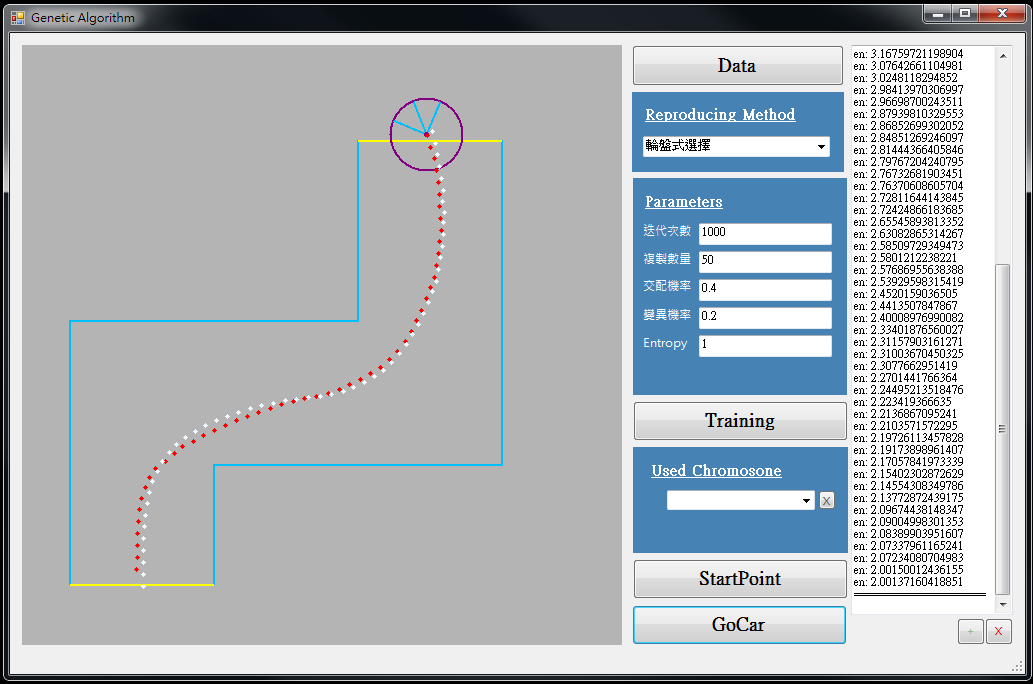 Genetic Algorithm
Data
Reproducing Method
輪盤式選擇
Parameters
迭代次數 1000
複製數量 50
交配機率 0.4
變異機率 0.2
Entropy 1
Training
Used Chromosone
X
StartPoint
GoCar
en: 3.16759721198904
en: 3.07642661104981
en: 3.0248118294852
en: 2.98413970306997
en: 2.96698700243511
en: 2.87939810329553
en: 2.86852699302052
en: 2.84851269246097
en: 2.81444366405846
en: 2.79767204240795
en: 2.76732681903451
en: 2.76370608605704
en: 2.72811644143845
en: 2.72424866183685
en: 2.65545893813352
en: 2.63082865314267
en: 2.58509729349473
en: 2.5801212238221
en: 2.57686955638388
en: 2.53929598315419
en: 2.4520159036505
en: 2.4413507847867
en: 2.40008976990082
en: 2.33401876560027
en: 2.31157903161271
en: 2.31003670450325
en: 2.3077662951419
en: 2.2701441766364
en: 2.24495213518476
en: 2.223419366635
en: 2.2136867095241
en: 2.2103571572295
en: 2.19726113457828
en: 2.19173898961407
en: 2.17057841973339
en: 2.15402302872629
en: 2.14554308349786
en: 2.13772872439175
en: 2.09674438148347
en: 2.09004998301353
en: 2.08389903951607
en: 2.07337961165241
en: 2.07234080704983
en: 2.00150012436155
en: 2.00137160418851
+ X